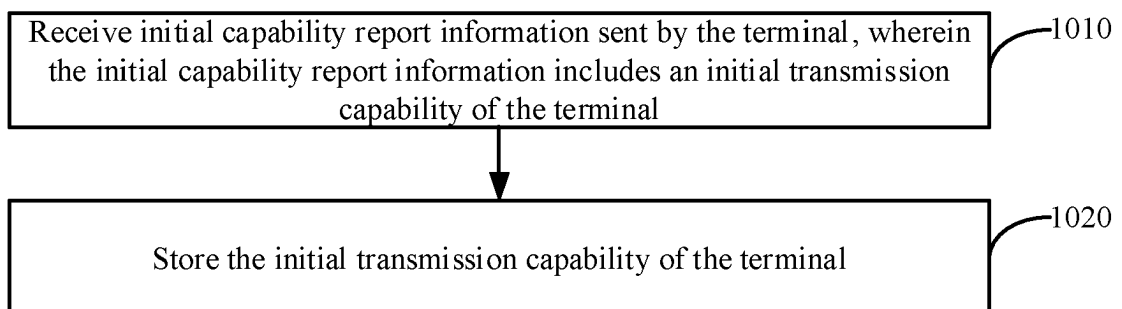 Receive initial capability report information sent by the terminal, wherein
1010
the initial capability report information includes an initial transmission
capability of the terminal
1020
Store the initial transmission capability of the terminal